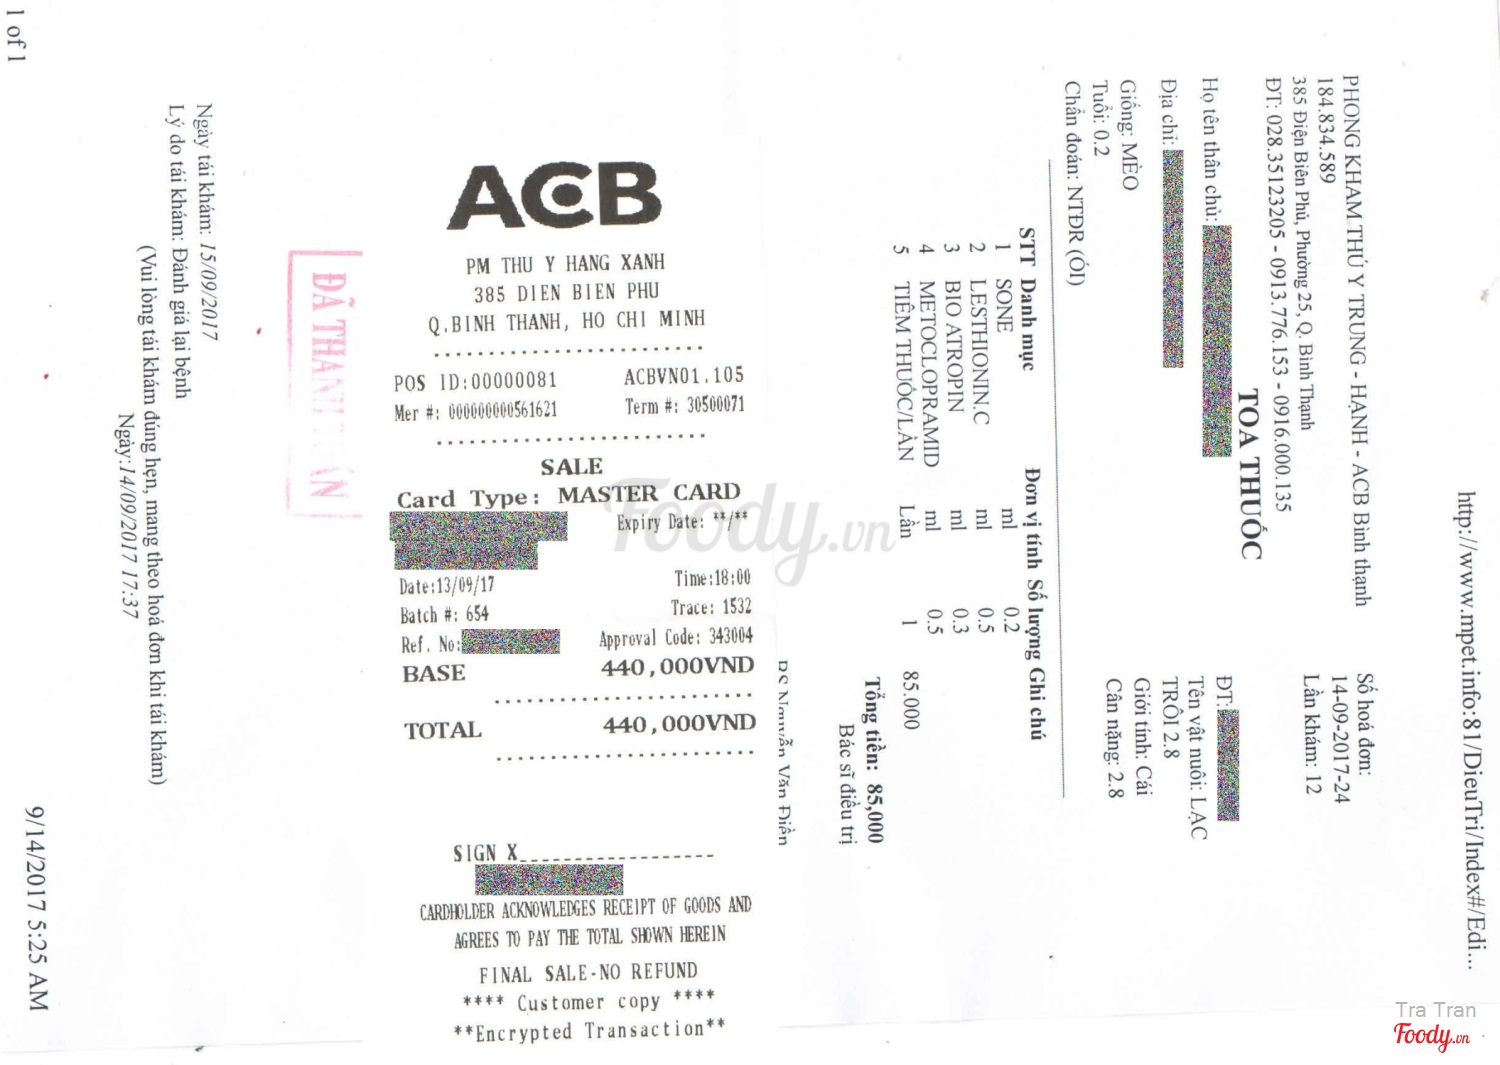 http://www.mpet.info:81/DieuTri/Index#/Edi...
PHONG KHAM.THÚ Y TRUNG - HẠNH - ACB Bình thạnh
184.834.589
385 Điện Biên Phủ, Phường 25, Q. Bình Thạnh
ĐT: 028.35123205 - 0913.776.153 - 0916.000.135
Số hoá đơn:
14-09-2017-24
Lần khám: 12
TOA THUỐC
Họ tên thân chủ:
ĐT:
Địa chỉ:
Tên vật nuôi: LẠC
TRÔI 2.8
Giống: MÈO
Giới tính: Cái
Tuổi: 0.2
Cân nặng: 2.8
Chẩn đoán: NTĐR (ÓI)
STT Danh mục Đơn vị tính Số lượng Ghi chú
1 SONE ml 0.2
2 LESTHIONIN.C ml 0.5
3 BIO ATROPIN ml 0.3
4 METOCLOPRAMID ml 0.5
5 TIÊM THUỐC/LẦN Lần 1 85.000
Tổng tiền: 85,000
Bác sĩ điều trị
BS Nguyễn Văn Điền
ACB
PM THU Y HANG XANH
385 DIEN BIEN PHU
Q.BINH THANH, HO CHI MINH
POS ID:00000081 ACBVN01.105
Mer #: 000000000561621 Term #: 30500071
SALE
Card Type: MASTER CARD
Expiry Date: **/**
Date:13/09/17 Time:18:00
Batch #: 654 Trace: 1532
Ref. No: Approval Code: 343004
BASE 440,000VND
TOTAL 440,000VND
SIGN X
CARDHOLDER ACKNOWLEDGES RECEIPT OF GOODS AND
AGREES TO PAY THE TOTAL SHOWN HEREIN
FINAL SALE-NO REFUND
**** Customer copy ****
**Encrypted Transaction**
ĐÃ THANH TOÁN
Ngày tái khám: 15/09/2017
Lý do tái khám: Đánh giá lại bệnh
(Vui lòng tái khám đúng hẹn, mang theo hoá đơn khi tái khám)
Ngày:14/09/2017 17:37
1 of 1
9/14/2017 5:25 AM
Foody.vn
Tra Tran
Foody.vn